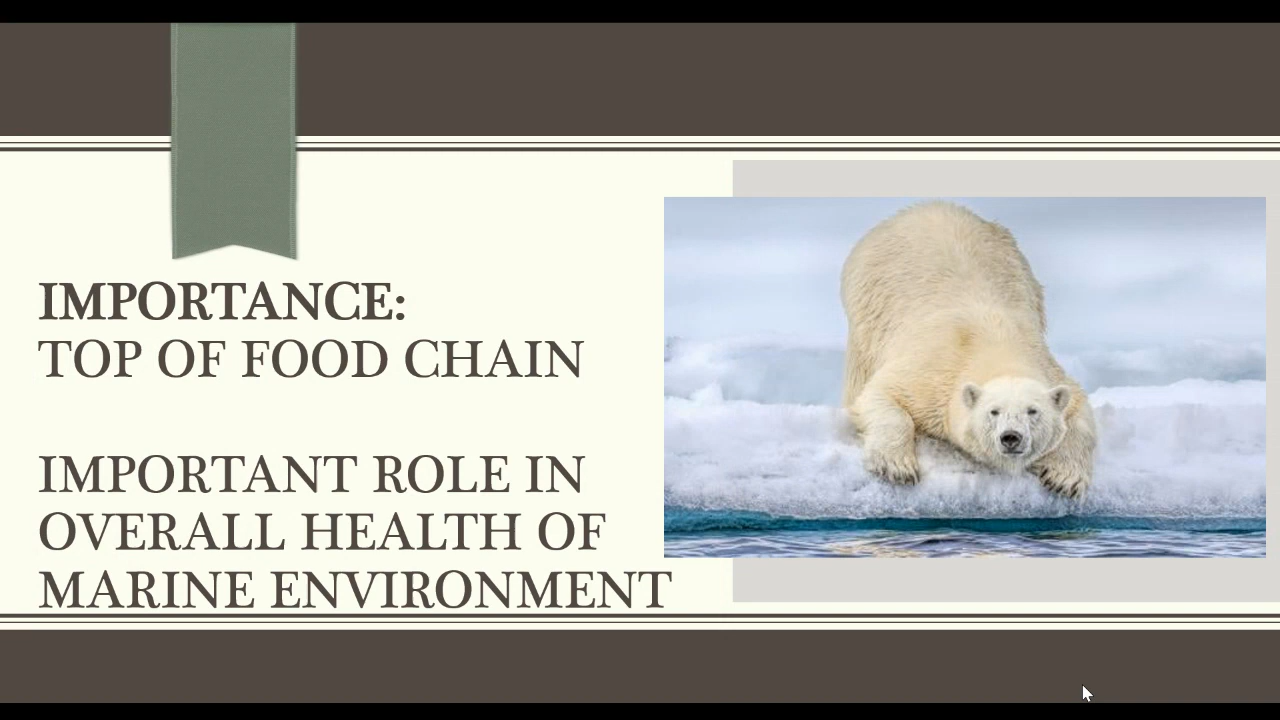 IMPORTANCE:
TOP OF FOOD CHAIN
IMPORTANT ROLE IN
OVERALL HEALTH OF
MARINE ENVIRONMENT